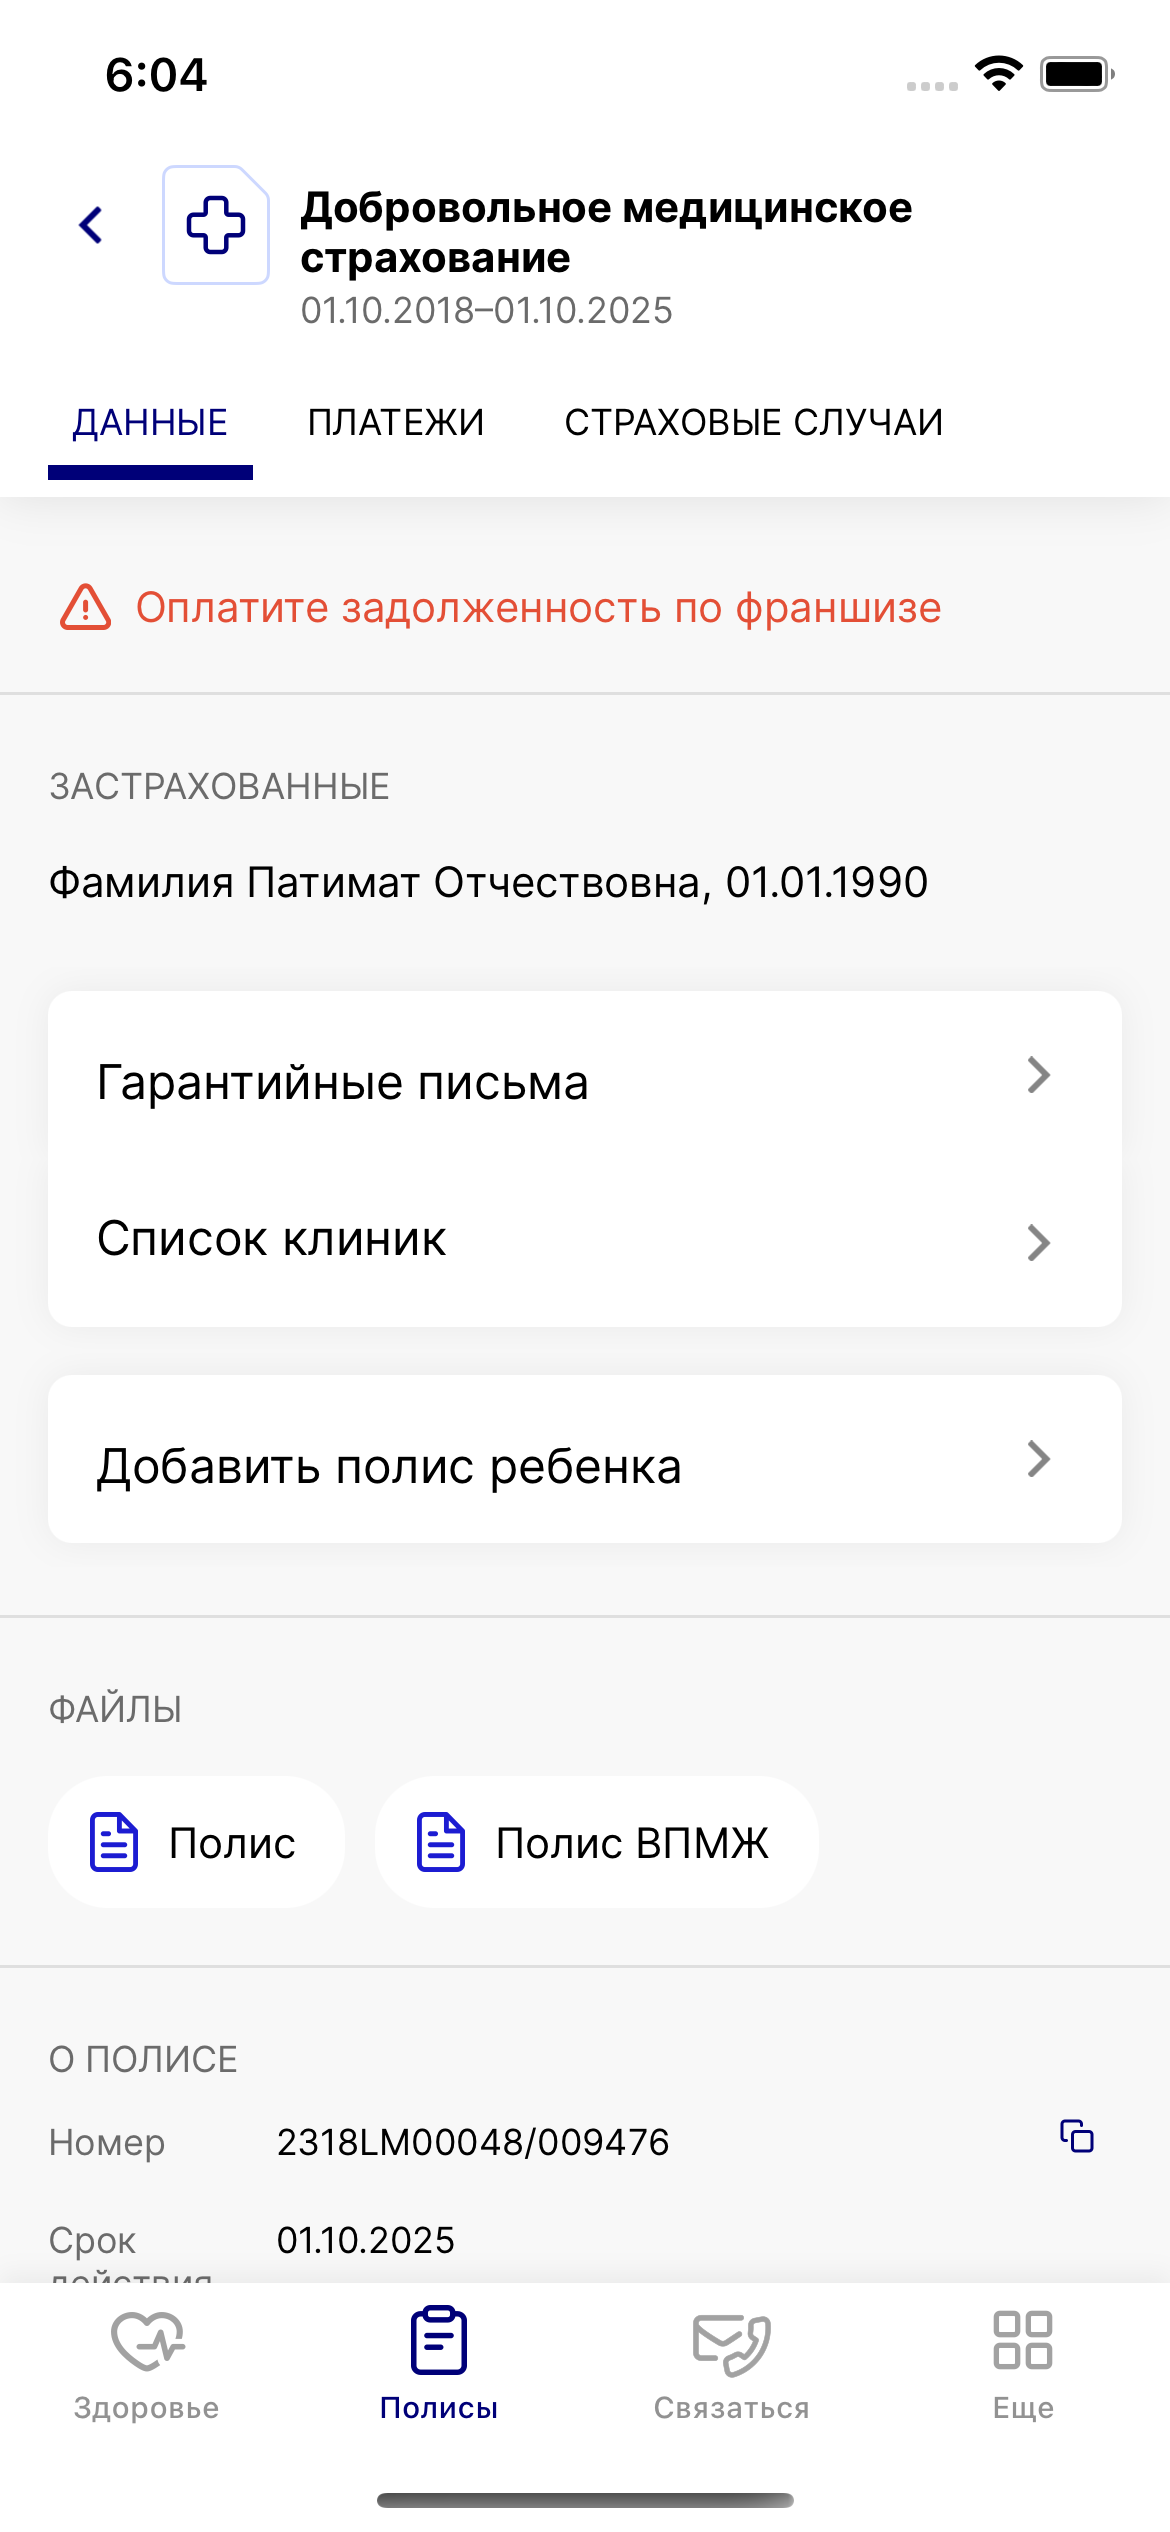 6:04
Добровольное медицинское
страхование
01.10.2018–01.10.2025
ДАННЫЕ ПЛАТЕЖИ СТРАХОВЫЕ СЛУЧАИ
Оплатите задолженность по франшизе
ЗАСТРАХОВАННЫЕ
Фамилия Патимат Отчествовна, 01.01.1990
Гарантийные письма
Список клиник
Добавить полис ребенка
ФАЙЛЫ
Полис Полис ВПМЖ
О ПОЛИСЕ
Номер 2318LM00048/009476
Срок 01.10.2025
действия
Здоровье Полисы Связаться Еще